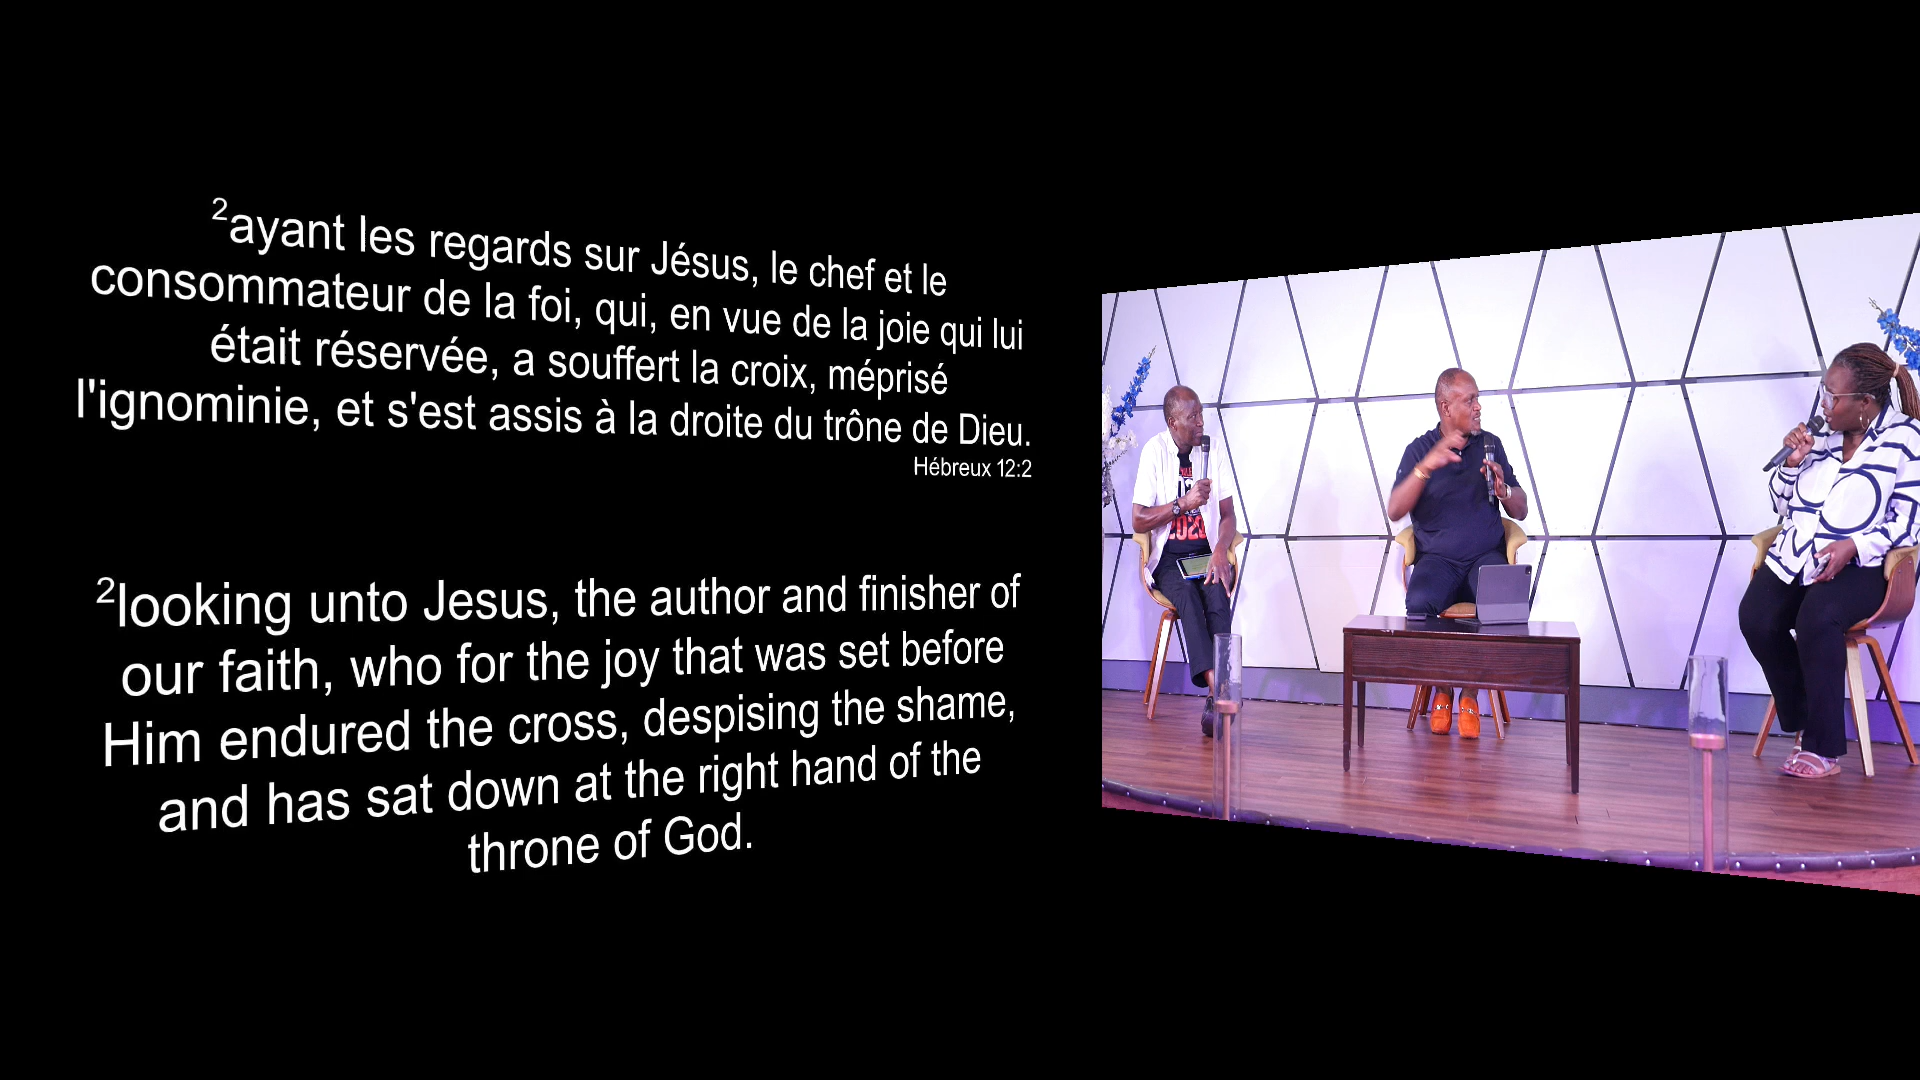 ²ayant les regards sur Jésus, le chef et le
consommateur de la foi, qui, en vue de la joie qui lui
était réservée, a souffert la croix, méprisé
l'ignominie, et s'est assis à la droite du trône de Dieu.
Hébreux 12:2
²looking unto Jesus, the author and finisher of
our faith, who for the joy that was set before
Him endured the cross, despising the shame,
and has sat down at the right hand of the
throne of God.